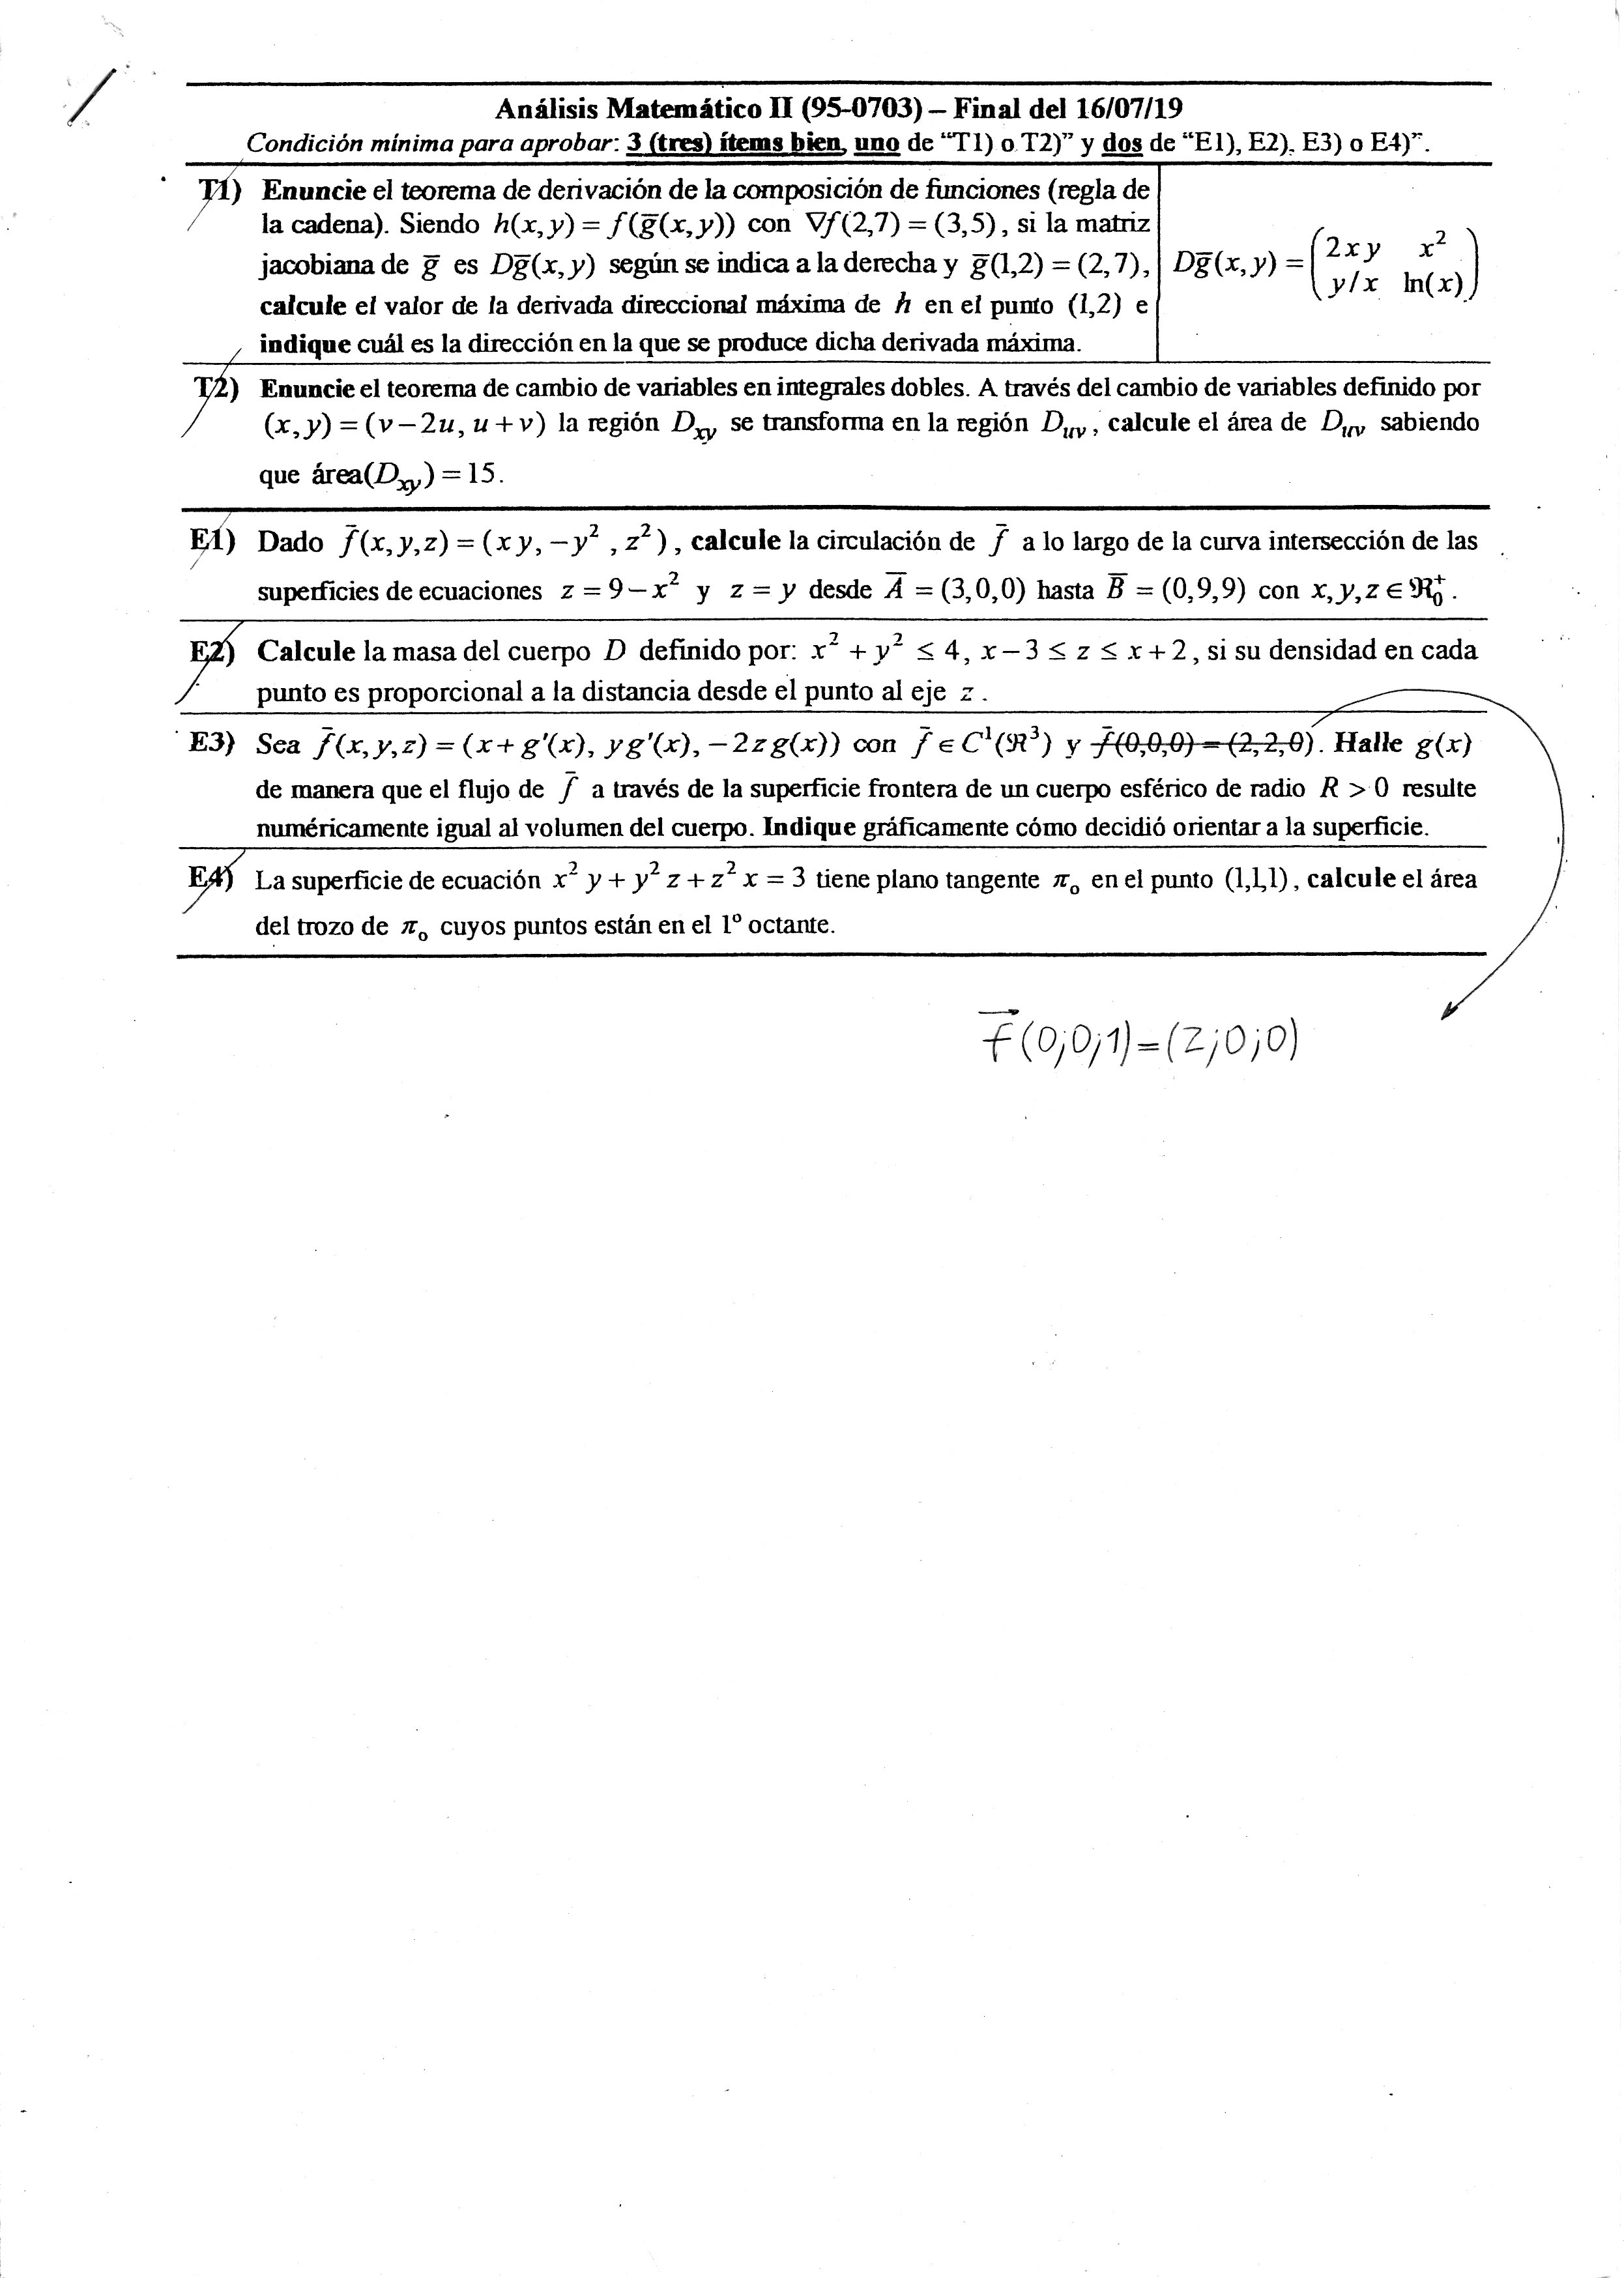 Análisis Matemático II (95-0703) – Final del 16/07/19
Condición mínima para aprobar: 3 (tres) ítems bien, uno de “T1) o T2)” y dos de “E1), E2), E3) o E4)”.
T1) Enuncie el teorema de derivación de la composición de funciones (regla de
la cadena). Siendo h(x,y) = f(g̅(x,y)) con ∇f(2,7) = (3,5), si la matriz
jacobiana de g̅ es Dg̅(x,y) según se indica a la derecha y g̅(1,2) = (2,7),
calcule el valor de la derivada direccional máxima de h en el punto (1,2) e
indique cuál es la dirección en la que se produce dicha derivada máxima.
Dg̅(x,y) = ( 2xy x²
y/x ln(x) )
T2) Enuncie el teorema de cambio de variables en integrales dobles. A través del cambio de variables definido por
(x,y) = (v−2u, u+v) la región Dxy se transforma en la región Duv, calcule el área de Duv sabiendo
que área(Dxy) = 15.
E1) Dado f̅(x,y,z) = (xy, −y², z²), calcule la circulación de f̅ a lo largo de la curva intersección de las
superficies de ecuaciones z = 9−x² y z = y desde A̅ = (3,0,0) hasta B̅ = (0,9,9) con x,y,z ∈ ℜ₀⁺.
E2) Calcule la masa del cuerpo D definido por: x² + y² ≤ 4, x−3 ≤ z ≤ x+2, si su densidad en cada
punto es proporcional a la distancia desde el punto al eje z.
E3) Sea f̅(x,y,z) = (x+g'(x), yg'(x), −2zg(x)) con f̅ ∈ C¹(ℜ³) y f̅(0,0,0) = (2,2,0). Halle g(x)
de manera que el flujo de f̅ a través de la superficie frontera de un cuerpo esférico de radio R > 0 resulte
numéricamente igual al volumen del cuerpo. Indique gráficamente cómo decidió orientar a la superficie.
E4) La superficie de ecuación x²y + y²z + z²x = 3 tiene plano tangente π₀ en el punto (1,1,1), calcule el área
del trozo de π₀ cuyos puntos están en el 1º octante.
f⃗(0;0;1)=(2;0;0)